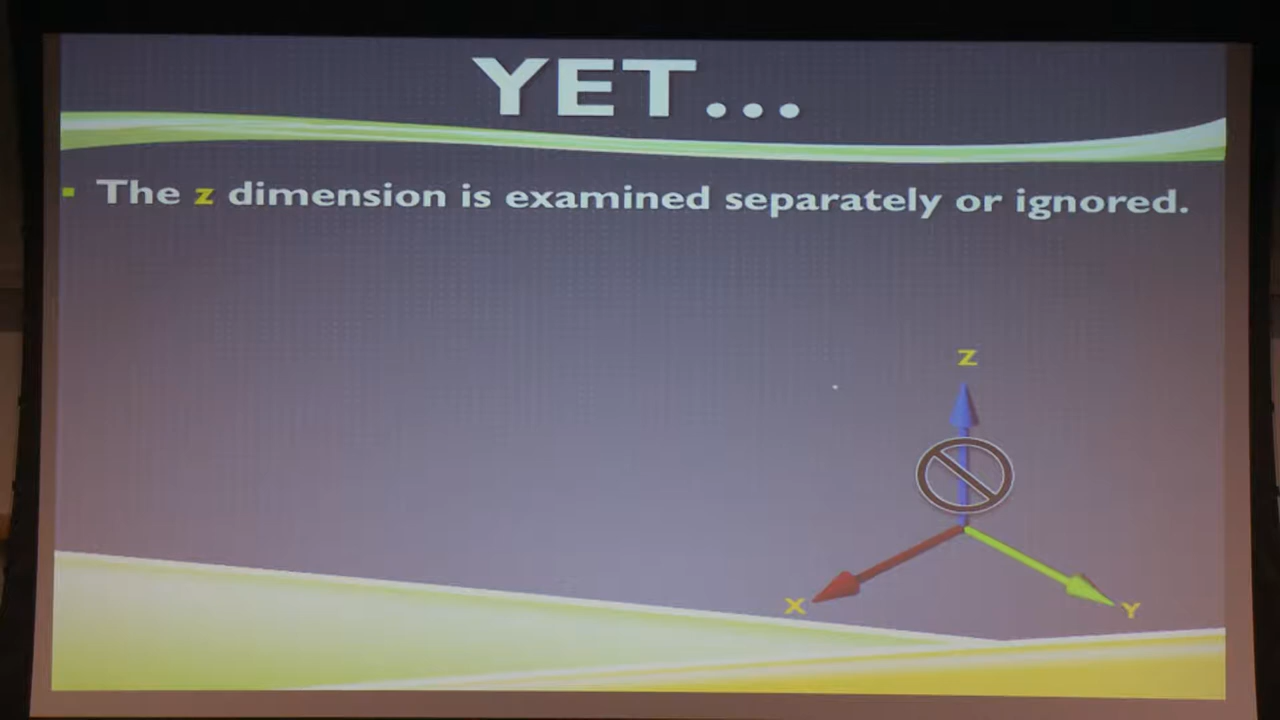 YET...
The z dimension is examined separately or ignored.
Z
X
Y